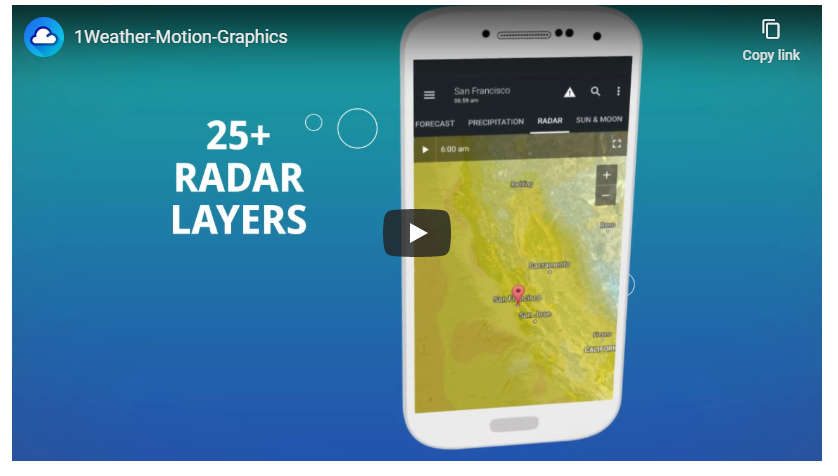 1Weather-Motion-Graphics
Copy link
25+
RADAR
LAYERS
San Francisco
06:59 am
FORECAST PRECIPITATION RADAR SUN & MOON
6:00 am
+
−
Redding
Reno
Sacramento
San Francisco
San Jose
Fresno
CALIFORN